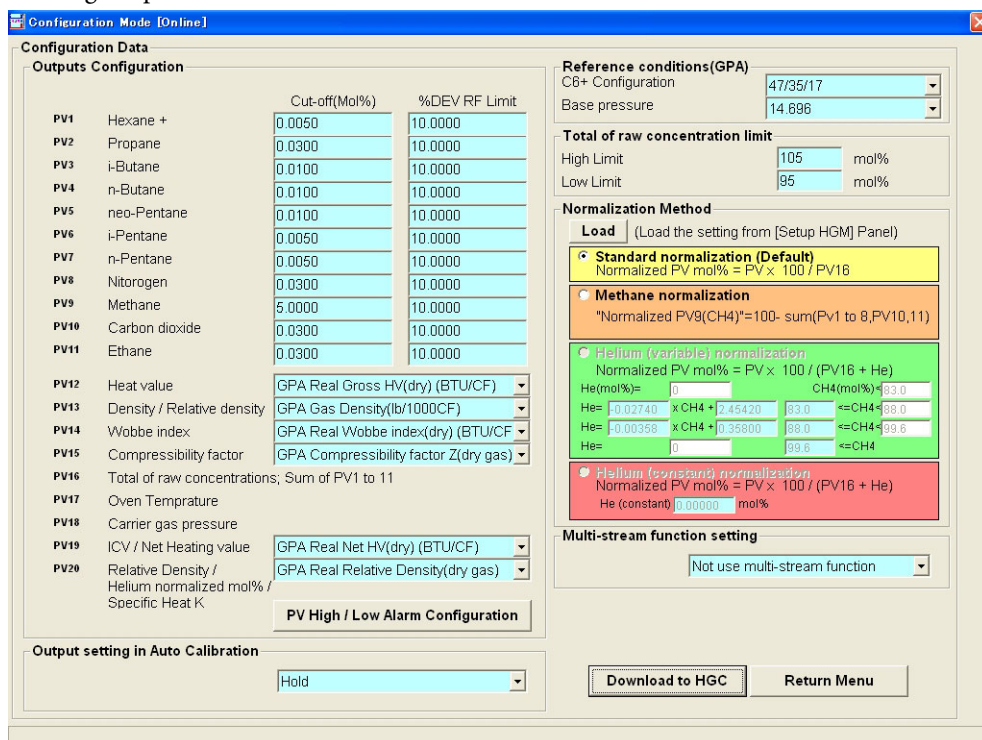 Configuration Mode [Online]
Configuration Data
Outputs Configuration
Cut-off(Mol%) %DEV RF Limit
PV1 Hexane + 0.0050 10.0000
PV2 Propane 0.0300 10.0000
PV3 i-Butane 0.0100 10.0000
PV4 n-Butane 0.0100 10.0000
PV5 neo-Pentane 0.0100 10.0000
PV6 i-Pentane 0.0050 10.0000
PV7 n-Pentane 0.0050 10.0000
PV8 Nitorogen 0.0300 10.0000
PV9 Methane 5.0000 10.0000
PV10 Carbon dioxide 0.0300 10.0000
PV11 Ethane 0.0300 10.0000
PV12 Heat value GPA Real Gross HV(dry) (BTU/CF)
PV13 Density / Relative density GPA Gas Density(lb/1000CF)
PV14 Wobbe index GPA Real Wobbe index(dry) (BTU/CF
PV15 Compressibility factor GPA Compressibility factor Z(dry gas)
PV16 Total of raw concentrations; Sum of PV1 to 11
PV17 Oven Temprature
PV18 Carrier gas pressure
PV19 ICV / Net Heating value GPA Real Net HV(dry) (BTU/CF)
PV20 Relative Density / GPA Real Relative Density(dry gas)
Helium normalized mol% /
Specific Heat K
PV High / Low Alarm Configuration
Output setting in Auto Calibration
Hold
Reference conditions(GPA)
C6+ Configuration 47/35/17
Base pressure 14.696
Total of raw concentration limit
High Limit 105 mol%
Low Limit 95 mol%
Normalization Method
Load (Load the setting from [Setup HGM] Panel)
Standard normalization (Default)
Normalized PV mol% = PV x 100 / PV16
Methane normalization
"Normalized PV9(CH4)"=100- sum(Pv1 to 8,PV10,11)
Helium (variable) normalization
Normalized PV mol% = PV x 100 / (PV16 + He)
He(mol%)= 0 CH4(mol%)< 83.0
He= -0.02740 x CH4 + 2.45420 83.0 <=CH4< 88.0
He= -0.00358 x CH4 + 0.35800 88.0 <=CH4< 99.6
He= 0 99.6 <=CH4
Helium (constant) normalization
Normalized PV mol% = PV x 100 / (PV16 + He)
He (constant) 0.00000 mol%
Multi-stream function setting
Not use multi-stream function
Download to HGC Return Menu